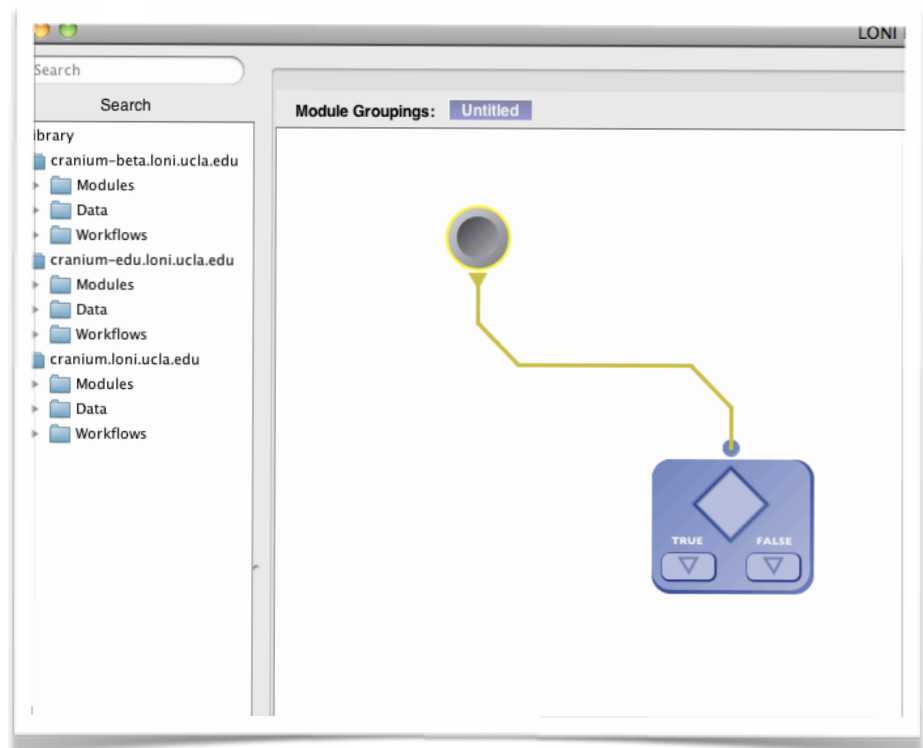 LONI
Search
Search
Module Groupings: Untitled
ibrary
cranium-beta.loni.ucla.edu
Modules
Data
Workflows
cranium-edu.loni.ucla.edu
Modules
Data
Workflows
cranium.loni.ucla.edu
Modules
Data
Workflows
TRUE FALSE